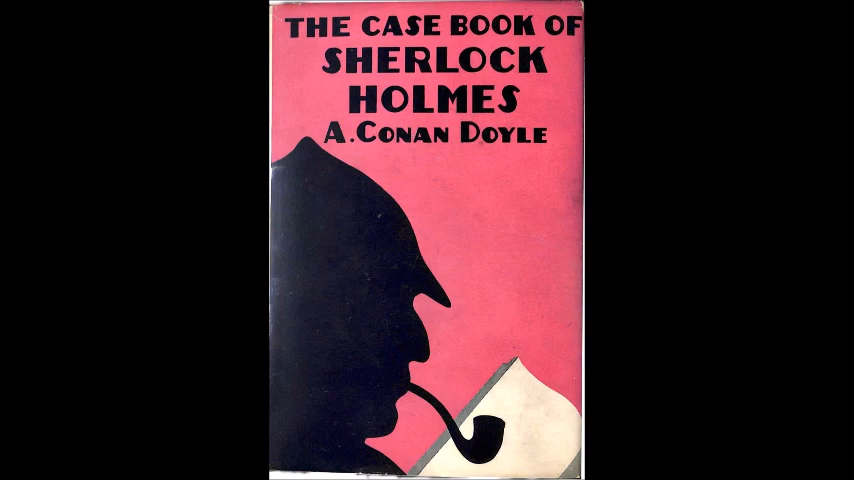 THE CASE BOOK OF
SHERLOCK
HOLMES
A. CONAN DOYLE